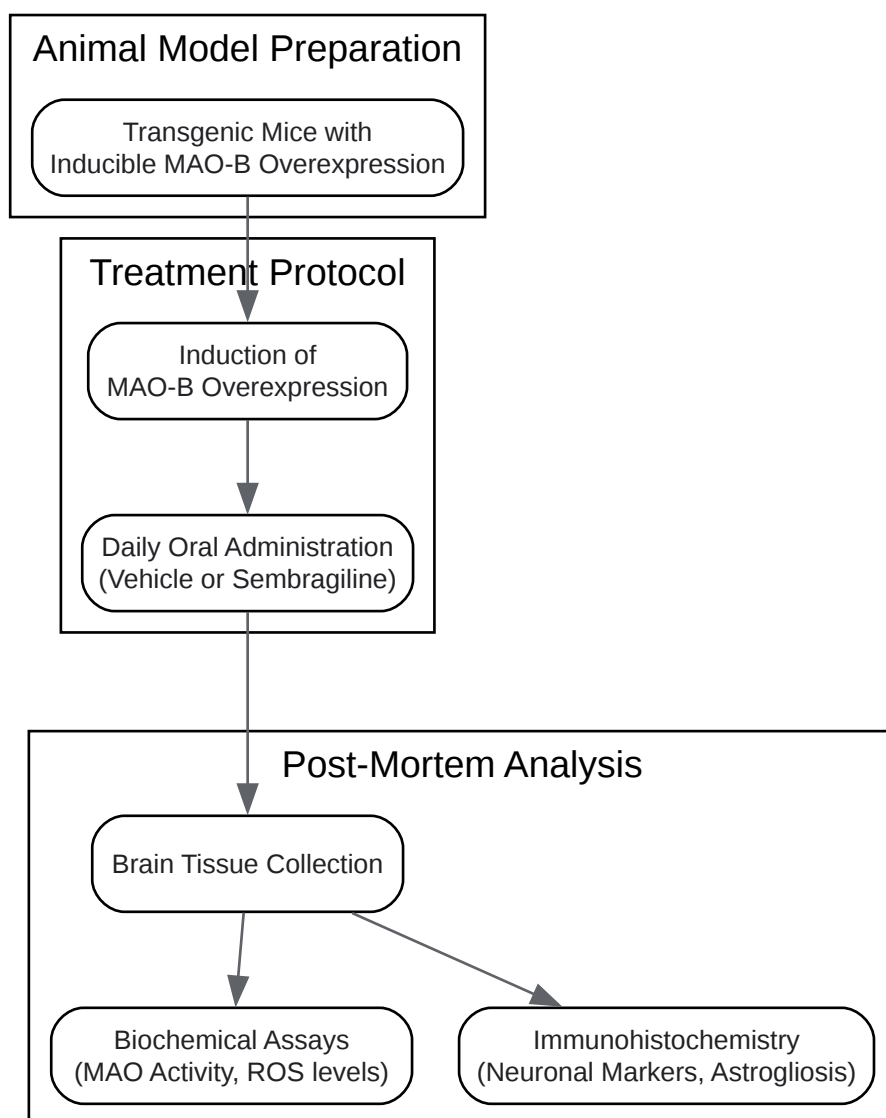 Animal Model Preparation
Transgenic Mice with
Inducible MAO-B Overexpression
Treatment Protocol
Induction of
MAO-B Overexpression
Daily Oral Administration
(Vehicle or Sembragiline)
Post-Mortem Analysis
Brain Tissue Collection
Biochemical Assays
(MAO Activity, ROS levels)
Immunohistochemistry
(Neuronal Markers, Astrogliosis)